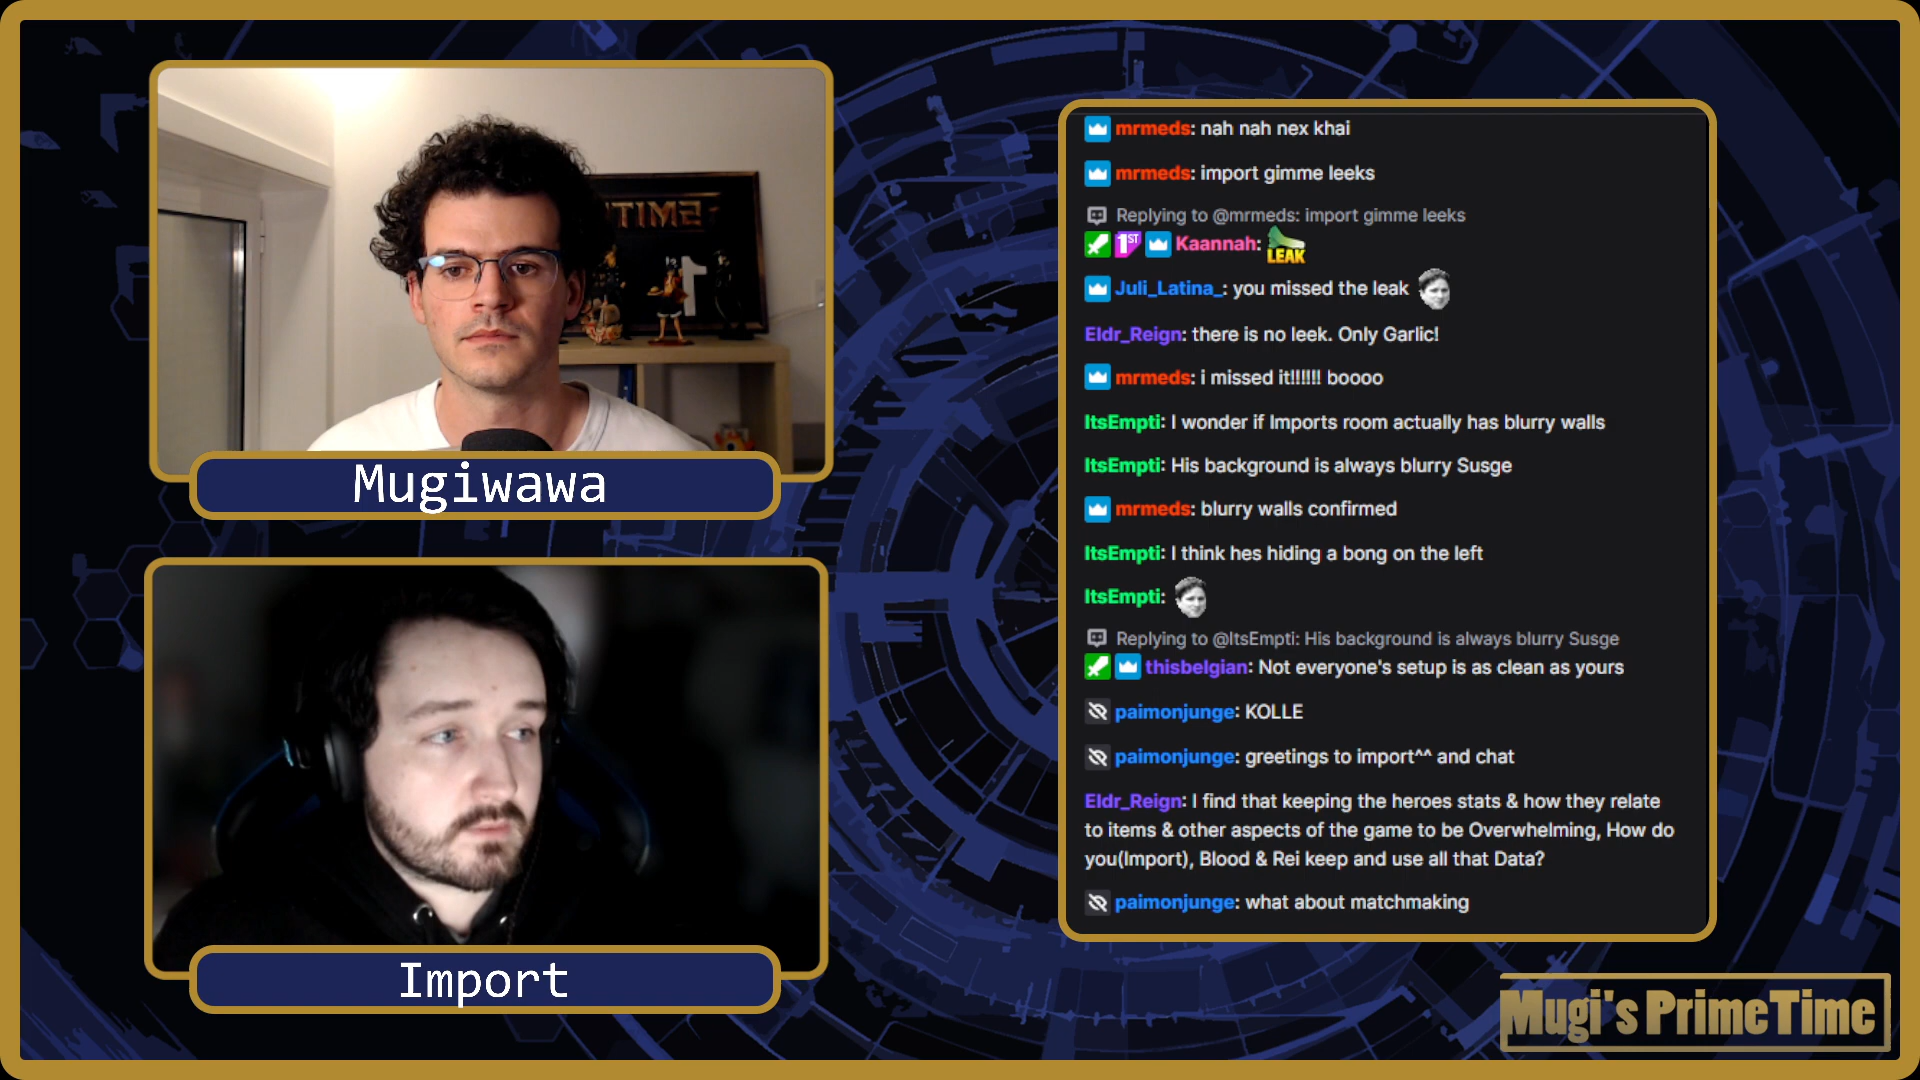 Mugiwawa
Import
mrmeds: nah nah nex khai
mrmeds: import gimme leeks
Replying to @mrmeds: import gimme leeks
1ST Kaannah: LEAK
Juli_Latina_: you missed the leak
Eldr_Reign: there is no leek. Only Garlic!
mrmeds: i missed it!!!!!! boooo
ItsEmpti: I wonder if Imports room actually has blurry walls
ItsEmpti: His background is always blurry Susge
mrmeds: blurry walls confirmed
ItsEmpti: I think hes hiding a bong on the left
ItsEmpti:
Replying to @ItsEmpti: His background is always blurry Susge
thisbelgian: Not everyone's setup is as clean as yours
paimonjunge: KOLLE
paimonjunge: greetings to import^^ and chat
Eldr_Reign: I find that keeping the heroes stats & how they relate
to items & other aspects of the game to be Overwhelming, How do
you(Import), Blood & Rei keep and use all that Data?
paimonjunge: what about matchmaking
Mugi's PrimeTime